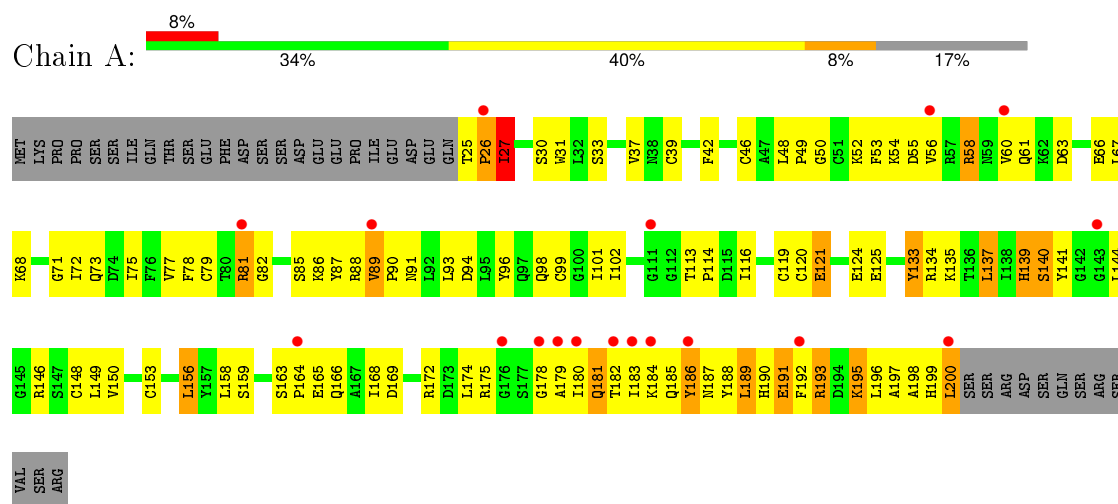 8%
Chain A:
34% 40% 8% 17%
MET LYS PRO PRO SER SER ILE GLN THR SER GLU PHE ASP SER SER ASP GLU GLU PRO ILE GLU ASP GLU GLN T25 P26 I27 S30 W31 L32 S33 V37 N38 C39 F42 C46 A47 L48 P49 G50 C51 K52 F53 K54 D55 V56 R57 R58 N59 V60 Q61 K62 D63 E66 L67
K68 G71 I72 Q73 D74 I75 F76 V77 F78 C79 T80 R81 G82 S85 K86 Y87 R88 V89 P90 N91 L92 L93 D94 L95 Y96 Q97 Q98 C99 G100 I101 I102 G111 G112 T113 P114 D115 I116 C119 C120 E121 E124 E125 Y133 R134 K135 T136 L137 I138 H139 S140 Y141 G142 G143 L144
G145 R146 S147 C148 L149 V150 C153 L156 Y157 L158 S159 S163 P164 E165 Q166 A167 I168 D169 R172 D173 L174 R175 G176 S177 G178 A179 I180 Q181 T182 I183 K184 Q185 Y186 N187 Y188 L189 H190 E191 F192 R193 D194 K195 L196 A197 A198 H199 L200 SER SER ARG ASP SER GLN SER ARG SER
VAL SER ARG